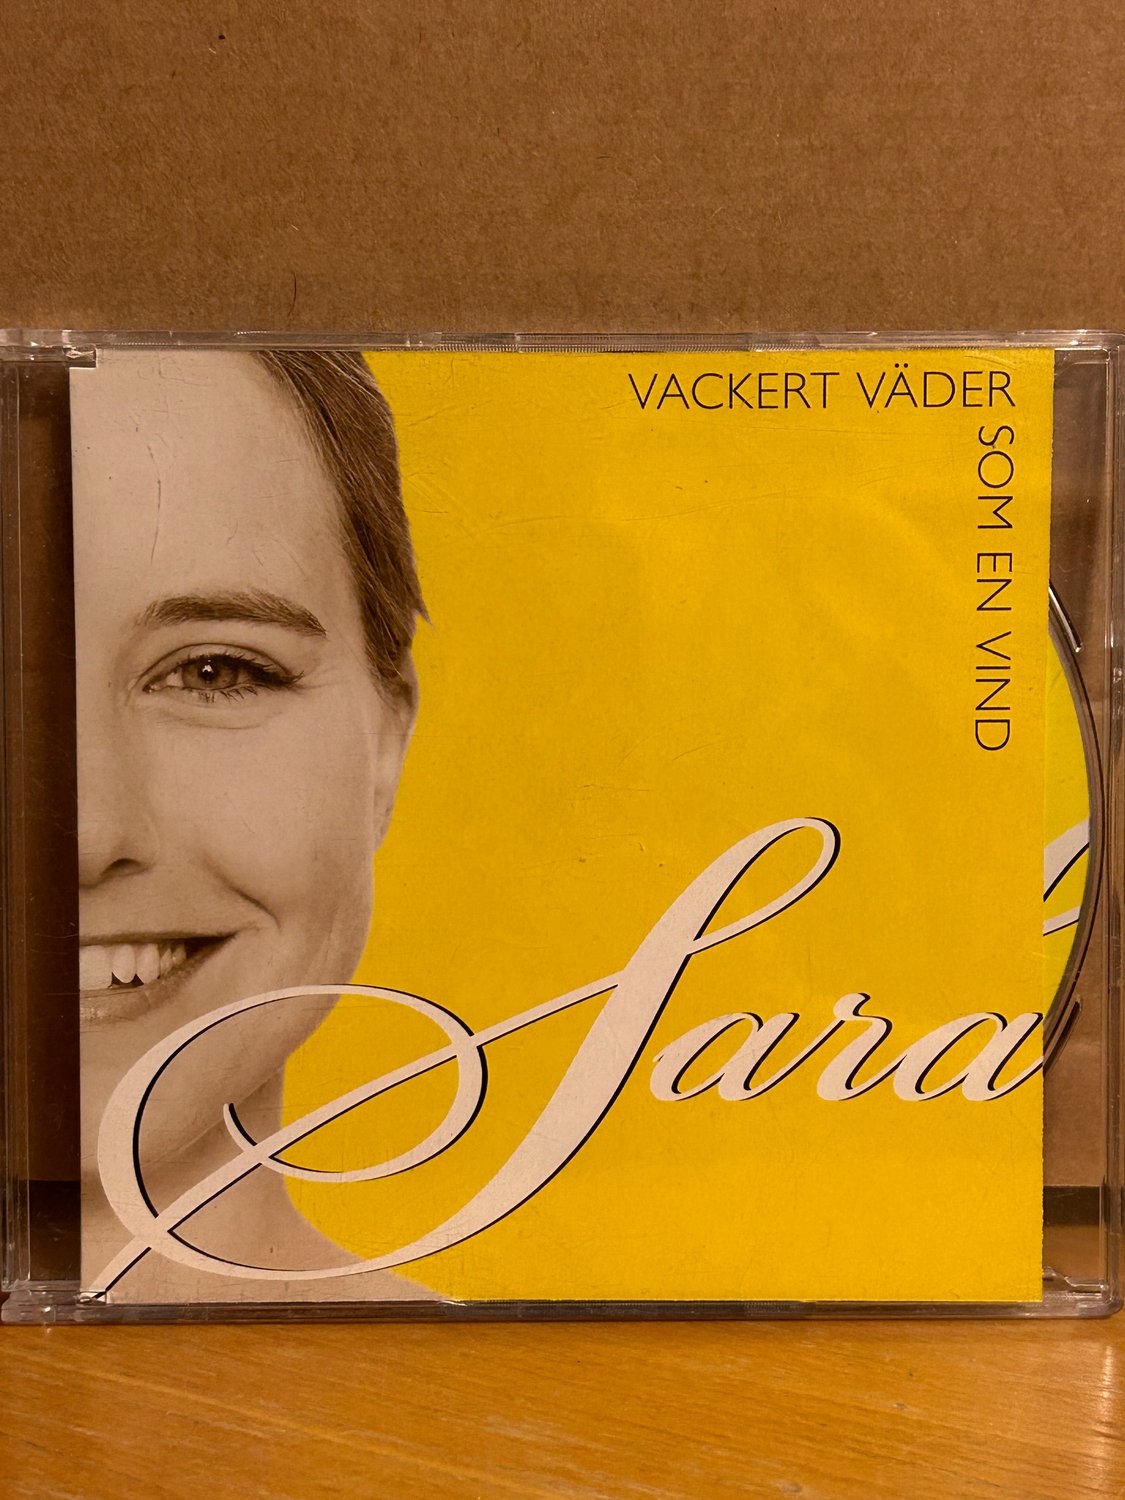 VACKERT VÄDER
SOM EN VIND
Sara